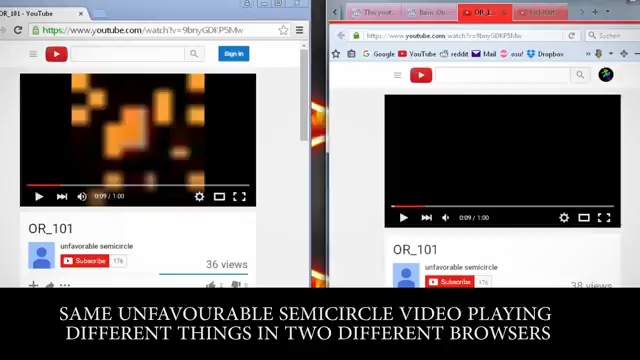 OR_101 - YouTube
https://www.youtube.com/watch?v=9bnyGDKP5Mw
Sign in
0:09 / 1:00
OR_101
unfavorable semicircle
Subscribe 176
36 views
OR_1
https://www.youtube.com/watch?v=9bnyGDKP5Mw
Suchen
Google YouTube reddit Mail osu! Dropbox
0:09 / 1:00
OR_101
unfavorable semicircle
Subscribe 176
38 views
SAME UNFAVOURABLE SEMICIRCLE VIDEO PLAYING
DIFFERENT THINGS IN TWO DIFFERENT BROWSERS